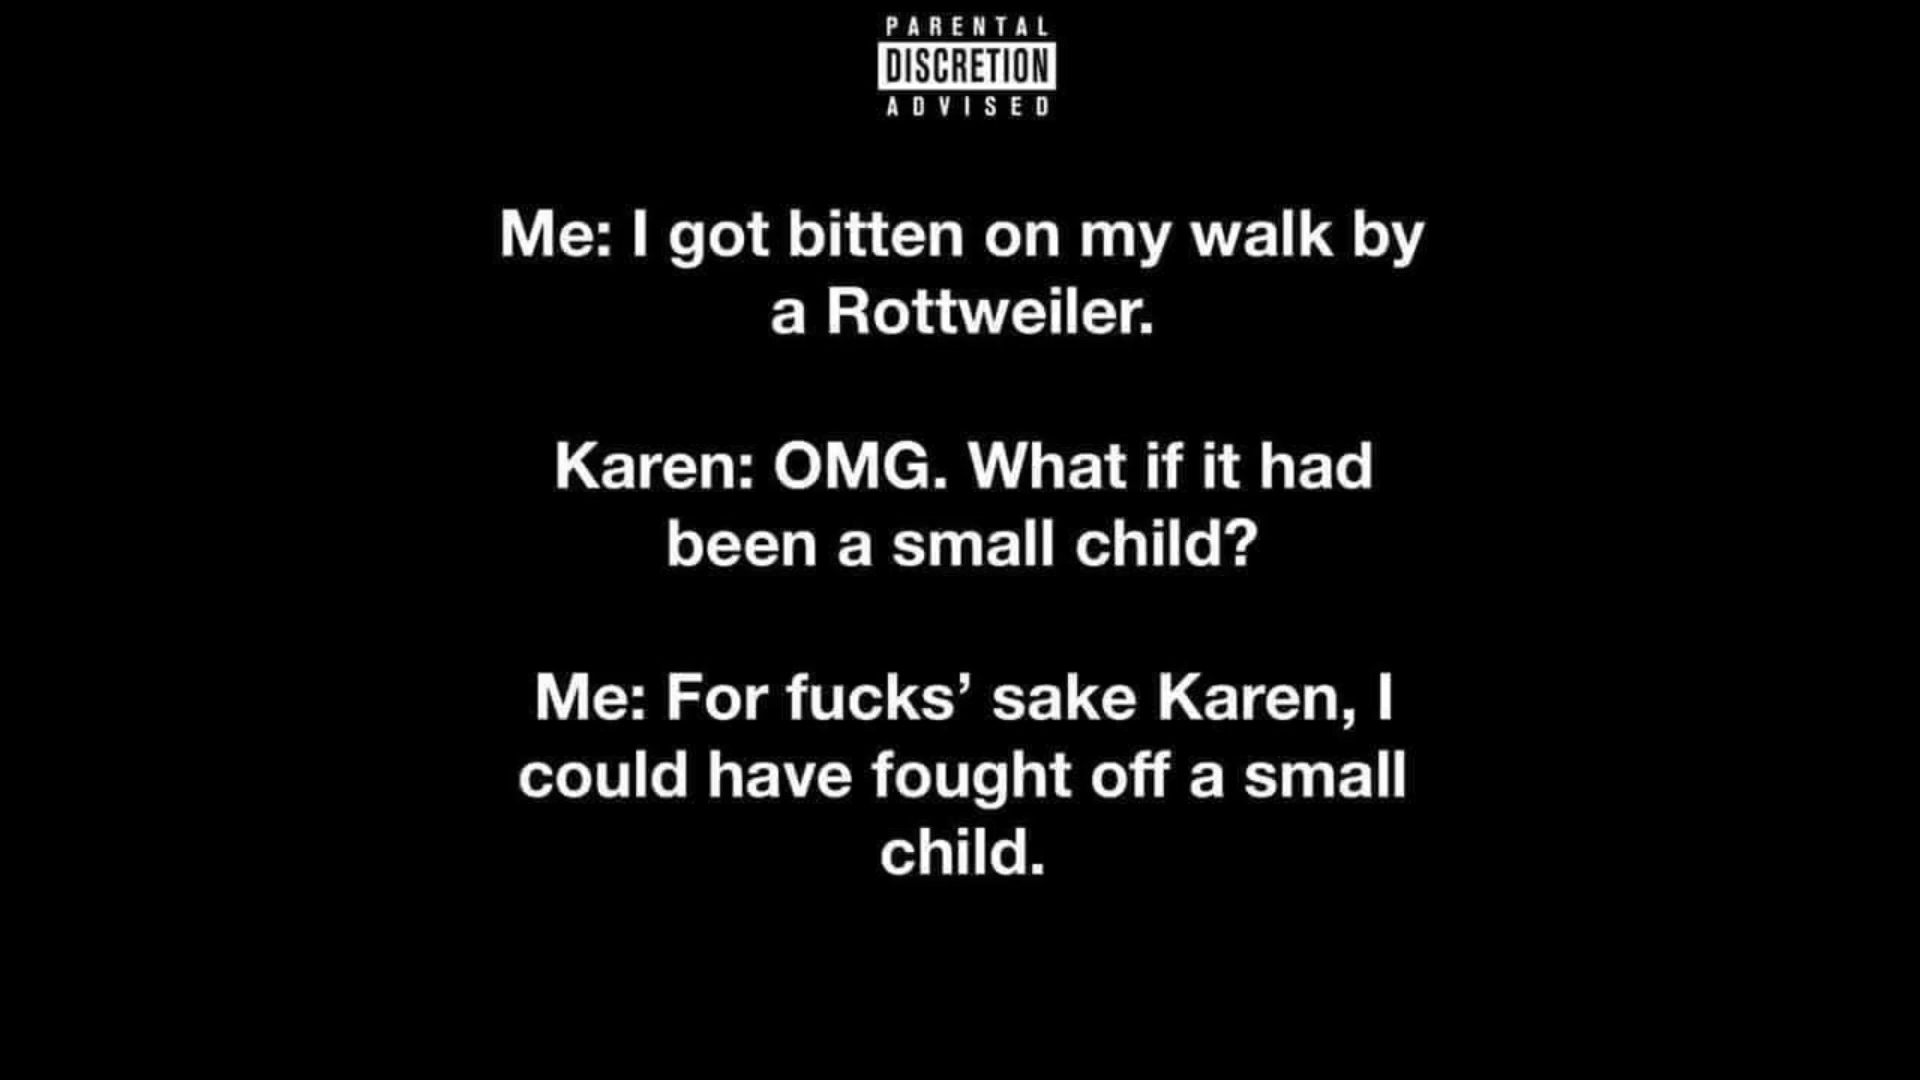 PARENTAL
DISCRETION
ADVISED
Me: I got bitten on my walk by
a Rottweiler.
Karen: OMG. What if it had
been a small child?
Me: For fucks’ sake Karen, I
could have fought off a small
child.